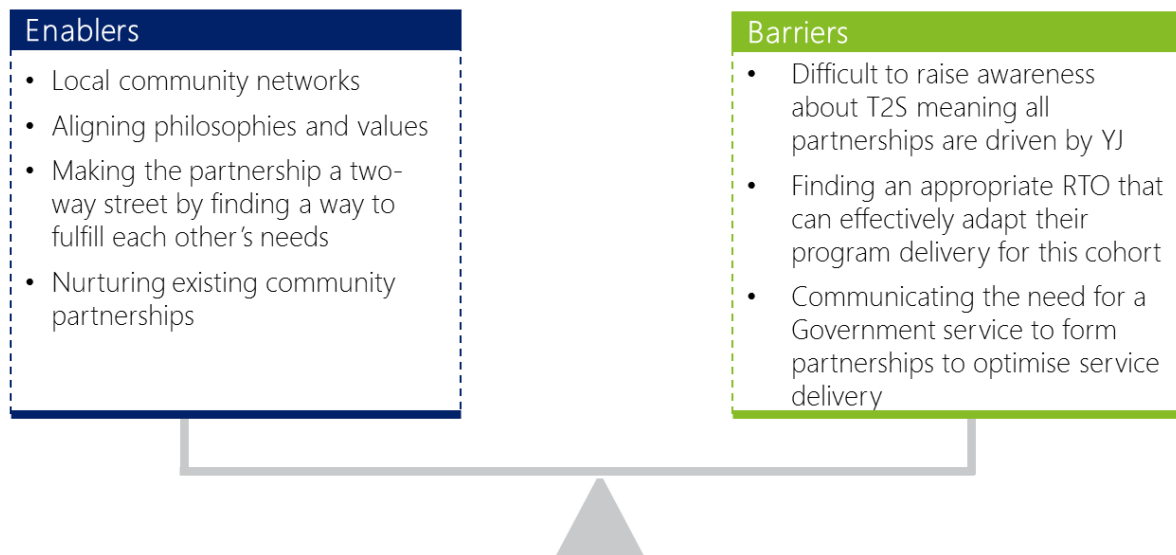 Enablers
• Local community networks
• Aligning philosophies and values
• Making the partnership a two-
way street by finding a way to
fulfill each other's needs
• Nurturing existing community
partnerships
Barriers
• Difficult to raise awareness
about T2S meaning all
partnerships are driven by YJ
• Finding an appropriate RTO that
can effectively adapt their
program delivery for this cohort
• Communicating the need for a
Government service to form
partnerships to optimise service
delivery